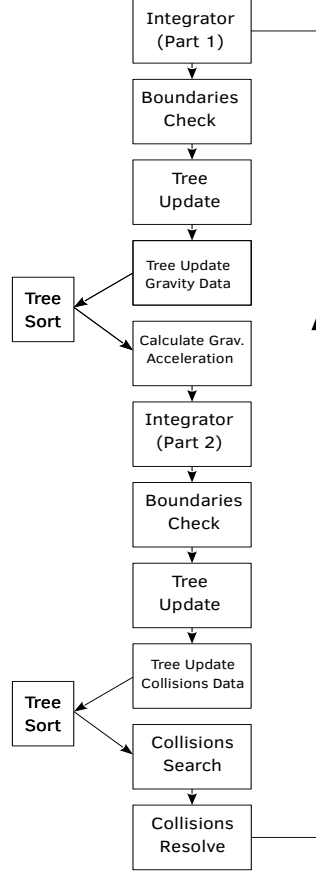 Integrator
(Part 1)
Boundaries
Check
Tree
Update
Tree Update
Gravity Data
Tree
Sort
Calculate Grav.
Acceleration
Integrator
(Part 2)
Boundaries
Check
Tree
Update
Tree Update
Collisions Data
Tree
Sort
Collisions
Search
Collisions
Resolve